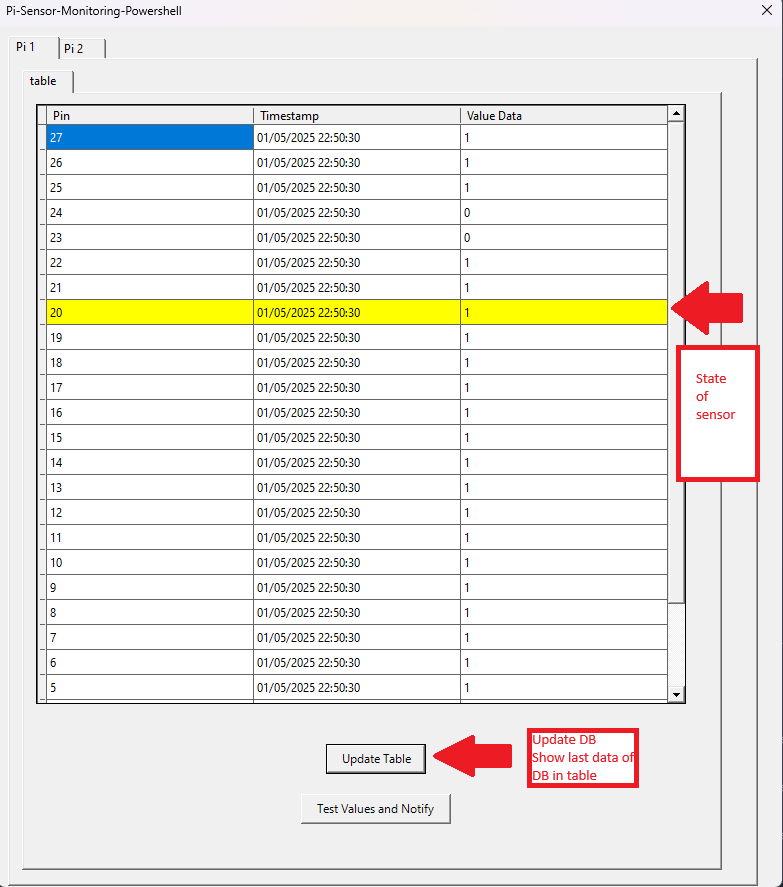 Pi-Sensor-Monitoring-Powershell
Pi 1 Pi 2
table
Pin Timestamp Value Data
27 01/05/2025 22:50:30 1
26 01/05/2025 22:50:30 1
25 01/05/2025 22:50:30 1
24 01/05/2025 22:50:30 0
23 01/05/2025 22:50:30 0
22 01/05/2025 22:50:30 1
21 01/05/2025 22:50:30 1
20 01/05/2025 22:50:30 1
19 01/05/2025 22:50:30 1
18 01/05/2025 22:50:30 1
17 01/05/2025 22:50:30 1
16 01/05/2025 22:50:30 1
15 01/05/2025 22:50:30 1
14 01/05/2025 22:50:30 1
13 01/05/2025 22:50:30 1
12 01/05/2025 22:50:30 1
11 01/05/2025 22:50:30 1
10 01/05/2025 22:50:30 1
9 01/05/2025 22:50:30 1
8 01/05/2025 22:50:30 1
7 01/05/2025 22:50:30 1
6 01/05/2025 22:50:30 1
5 01/05/2025 22:50:30 1
State
of
sensor
Update Table
Update DB
Show last data of
DB in table
Test Values and Notify